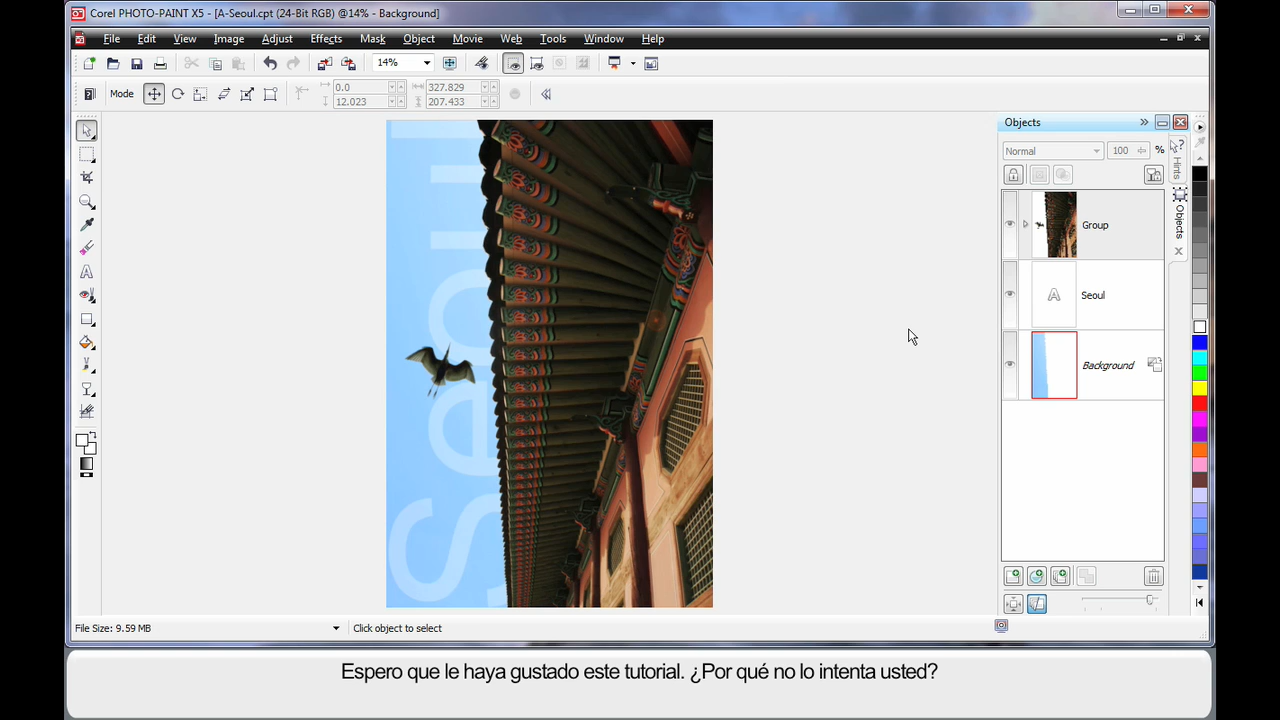 Corel PHOTO-PAINT X5 - [A-Seoul.cpt (24-Bit RGB) @14% - Background]
File Edit View Image Adjust Effects Mask Object Movie Web Tools Window Help
14%
Mode
0.0 327.829
12.023 207.433
Seoul
Objects
Normal 100 %
Hints
Objects
Group
A Seoul
Background
File Size: 9.59 MB Click object to select
Espero que le haya gustado este tutorial. ¿Por qué no lo intenta usted?